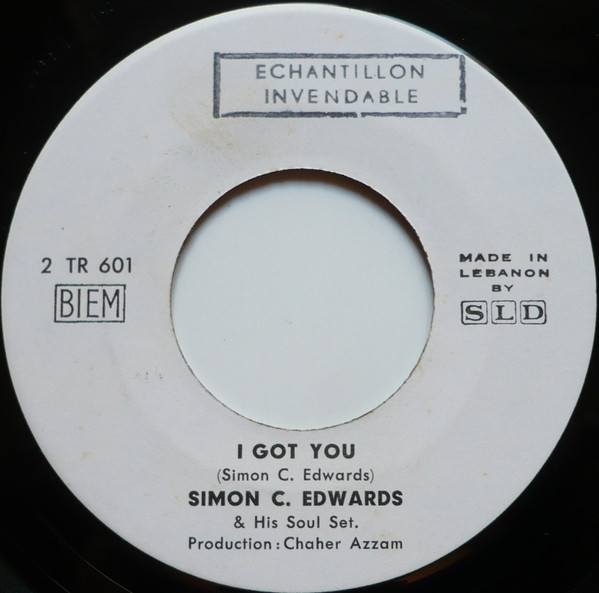 ECHANTILLON
INVENDABLE
2 TR 601
BIEM
MADE IN
LEBANON
BY
SLD
I GOT YOU
(Simon C. Edwards)
SIMON C. EDWARDS
& His Soul Set.
Production : Chaher Azzam